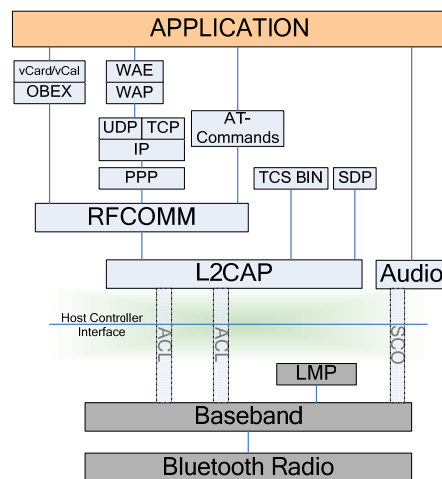 APPLICATION
vCard/vCal
OBEX
WAE
WAP
UDP TCP
IP
PPP
AT-
Commands
TCS BIN
SDP
RFCOMM
L2CAP
Audio
Host Controller
Interface
ACL
ACL
SCO
LMP
Baseband
Bluetooth Radio